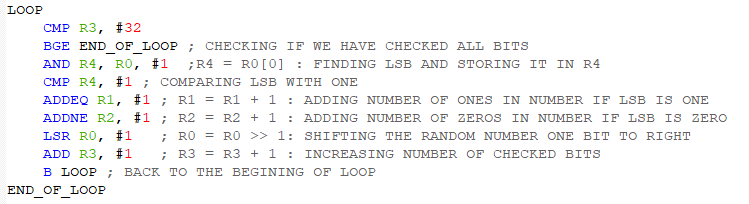 LOOP
CMP R3, #32
BGE END_OF_LOOP ; CHECKING IF WE HAVE CHECKED ALL BITS
AND R4, R0, #1 ;R4 = R0[0] : FINDING LSB AND STORING IT IN R4
CMP R4, #1 ; COMPARING LSB WITH ONE
ADDEQ R1, #1 ; R1 = R1 + 1 : ADDING NUMBER OF ONES IN NUMBER IF LSB IS ONE
ADDNE R2, #1 ; R2 = R2 + 1 : ADDING NUMBER OF ZEROS IN NUMBER IF LSB IS ZERO
LSR R0, #1 ; R0 = R0 >> 1: SHIFTING THE RANDOM NUMBER ONE BIT TO RIGHT
ADD R3, #1 ; R3 = R3 + 1 : INCREASING NUMBER OF CHECKED BITS
B LOOP ; BACK TO THE BEGINING OF LOOP
END_OF_LOOP